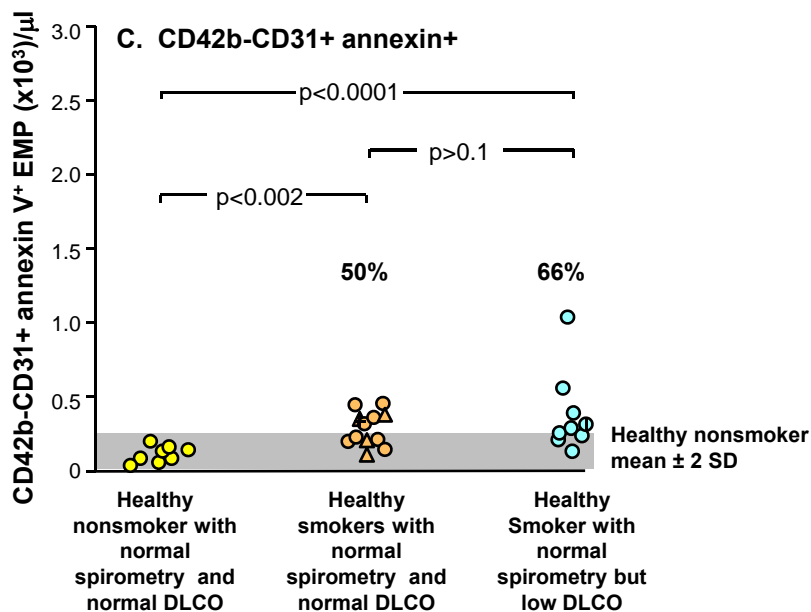 C. CD42b-CD31+ annexin+
CD42b-CD31+ annexin V⁺ EMP (x10³)/µl
3.0
2.5
2.0
1.5
1.0
0.5
0
p<0.0001
p>0.1
p<0.002
50%
66%
Healthy nonsmoker
mean ± 2 SD
Healthy
nonsmoker with
normal
spirometry and
normal DLCO
Healthy
smokers with
normal
spirometry and
normal DLCO
Healthy
Smoker with
normal
spirometry but
low DLCO